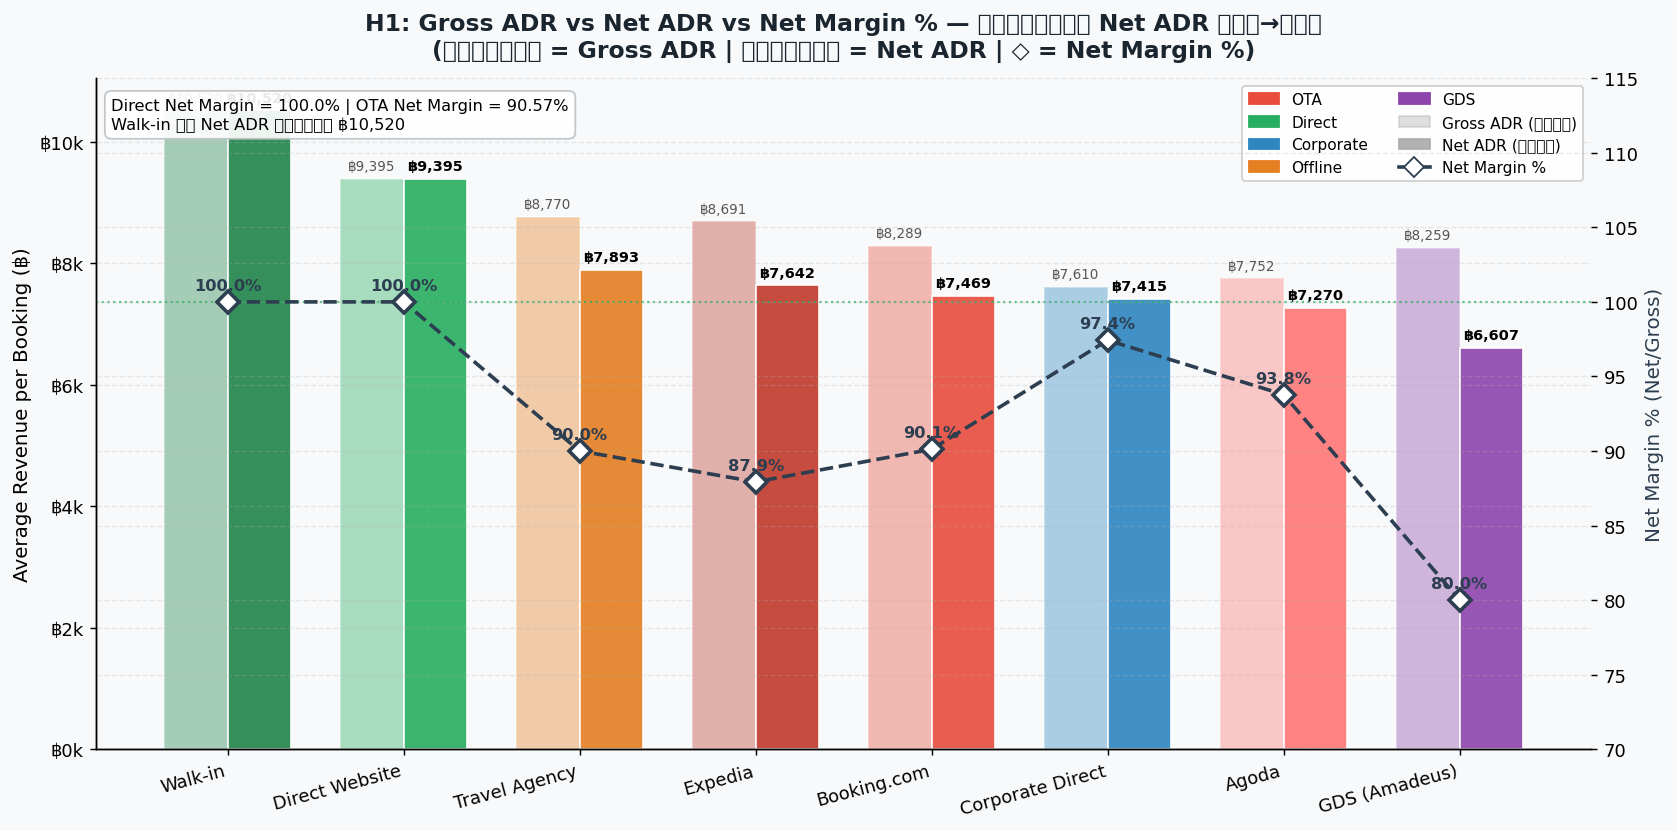 H1: Gross ADR vs Net ADR vs Net Margin % — Net ADR →
( = Gross ADR | = Net ADR | ◇ = Net Margin %)
Direct Net Margin = 100.0% | OTA Net Margin = 90.57%
Walk-in Net ADR ฿10,520
OTA
Direct
Corporate
Offline
GDS
Gross ADR
Net ADR
Net Margin %
Average Revenue per Booking (฿)
฿10k
฿8k
฿6k
฿4k
฿2k
฿0k
฿10,520
฿9,395
฿9,395
฿8,770
฿7,893
฿8,691
฿7,642
฿8,289
฿7,469
฿7,610
฿7,415
฿7,752
฿7,270
฿8,259
฿6,607
100.0%
100.0%
90.0%
87.9%
90.1%
97.4%
93.8%
80.0%
115
110
105
100
95
90
85
80
75
70
Net Margin % (Net/Gross)
Walk-in
Direct Website
Travel Agency
Expedia
Booking.com
Corporate Direct
Agoda
GDS (Amadeus)